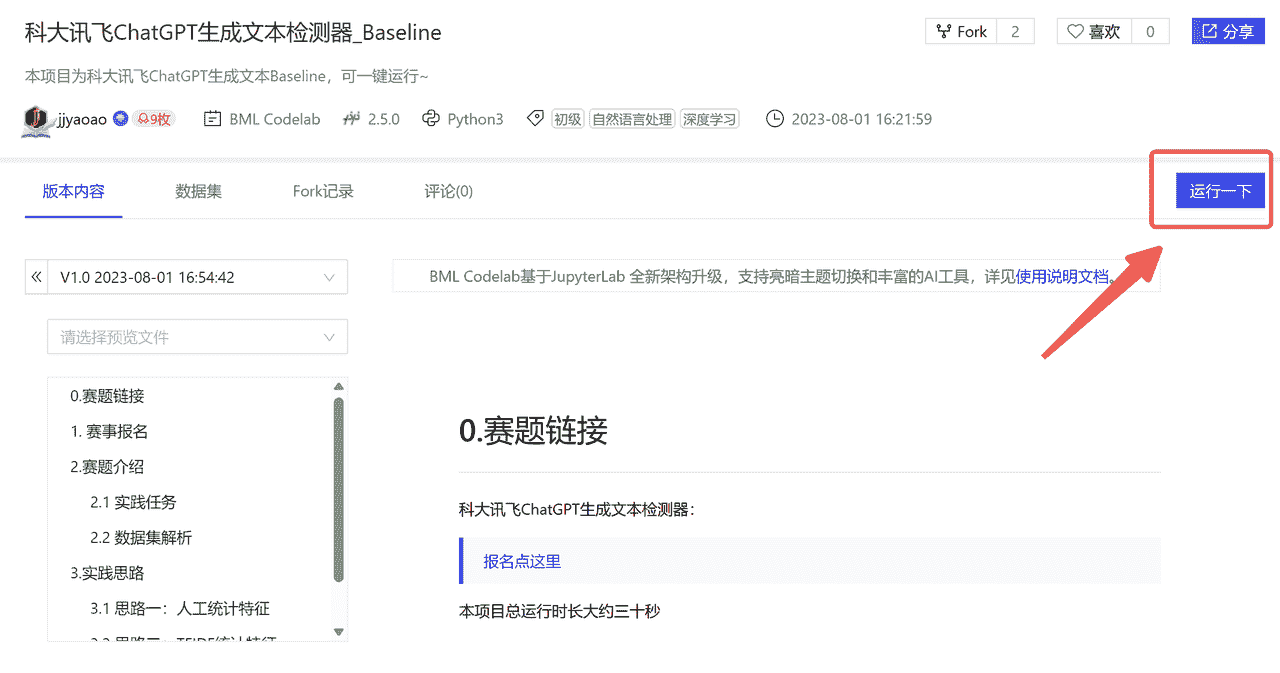 科大讯飞ChatGPT生成文本检测器_Baseline
Fork 2
喜欢 0
分享
本项目为科大讯飞ChatGPT生成文本Baseline，可一键运行~
jjyaoao 9枚 BML Codelab 2.5.0 Python3 初级 自然语言处理 深度学习 2023-08-01 16:21:59
版本内容 数据集 Fork记录 评论(0) 运行一下
V1.0 2023-08-01 16:54:42
BML Codelab基于JupyterLab 全新架构升级，支持亮暗主题切换和丰富的AI工具，详见使用说明文档。
请选择预览文件
0.赛题链接
1. 赛事报名
2.赛题介绍
2.1 实践任务
2.2 数据集解析
3.实践思路
3.1 思路一：人工统计特征
0.赛题链接
科大讯飞ChatGPT生成文本检测器：
报名点这里
本项目总运行时长大约三十秒